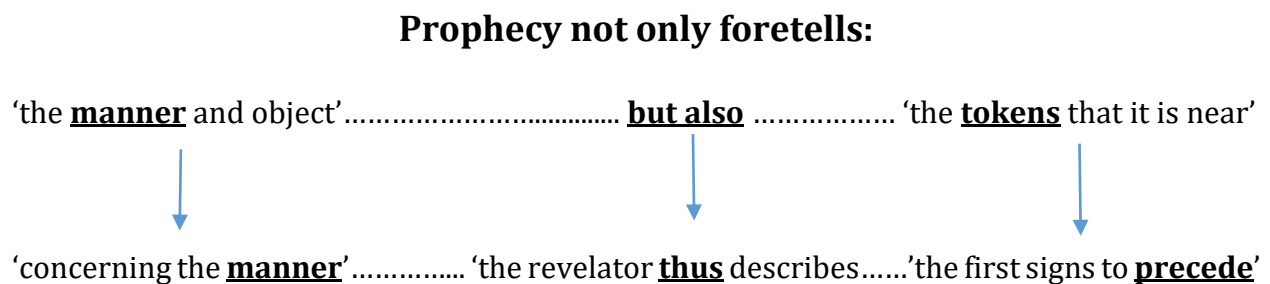 Prophecy not only foretells:
‘the manner and object’…………………….............. but also ……………… ‘the tokens that it is near’
‘concerning the manner’………….... ‘the revelator thus describes……’the first signs to precede’